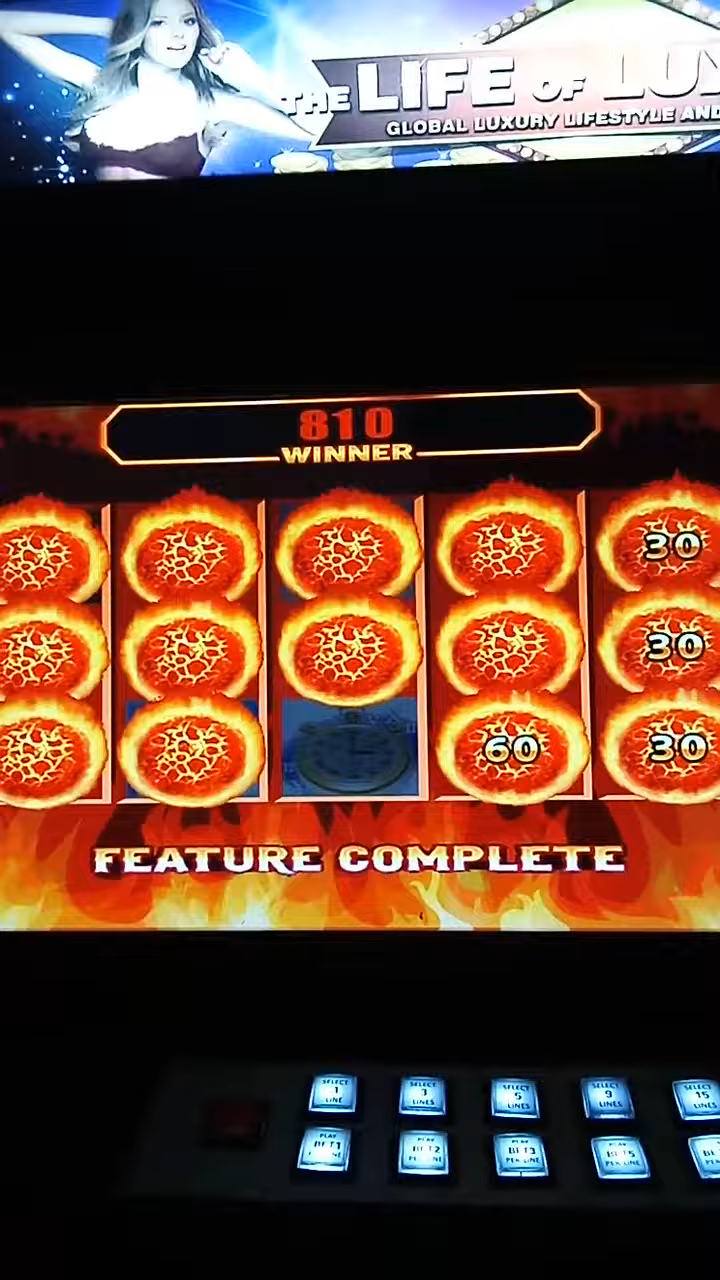 THE LIFE OF LUX
GLOBAL LUXURY LIFESTYLE AND
810
WINNER
30
30
60 30
FEATURE COMPLETE
SELECT 1 LINE
SELECT 3 LINES
SELECT 5 LINES
SELECT 9 LINES
SELECT 15 LINES
PLAY BET 1 PER LINE
PLAY BET 2 PER LINE
PLAY BET 3 PER LINE
PLAY BET 5 PER LINE